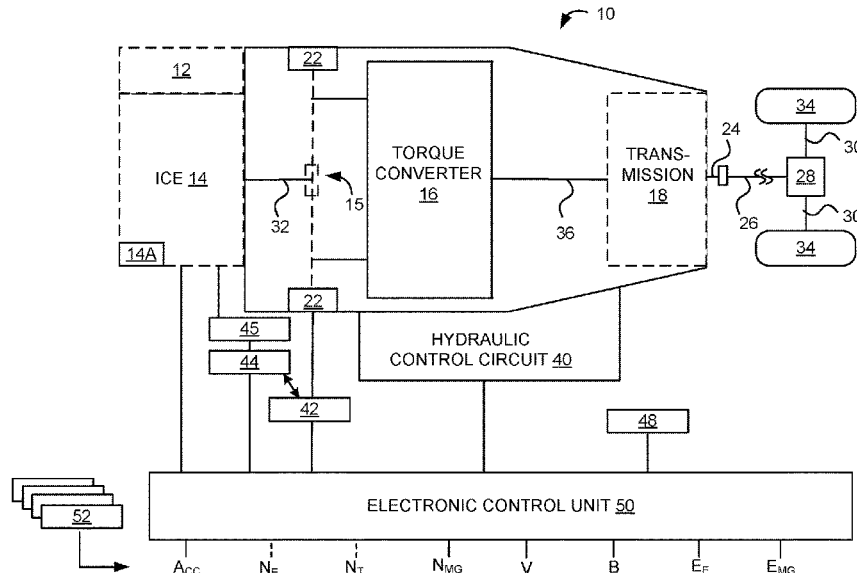 10
12
22
ICE 14
14A
32
15
TORQUE
CONVERTER
16
36
TRANS-
MISSION
18
24
26
34
30
28
30
34
22
45
44
42
HYDRAULIC
CONTROL CIRCUIT 40
48
52
ELECTRONIC CONTROL UNIT 50
ACC NE NT NMG V B EE EMG